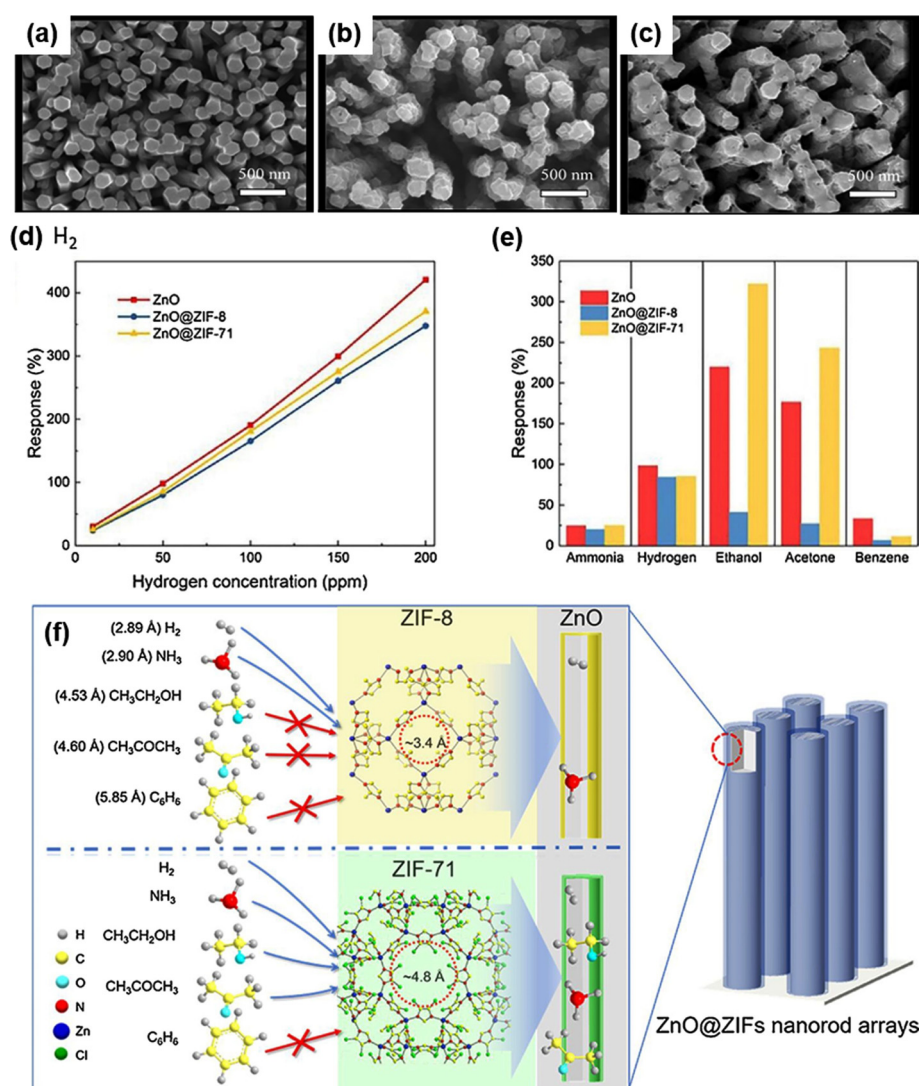 (a)
500 nm
(b)
500 nm
(c)
500 nm
(d) H₂
ZnO
ZnO@ZIF-8
ZnO@ZIF-71
Response (%)
400
300
200
100
0
0 50 100 150 200
Hydrogen concentration (ppm)
(e)
ZnO
ZnO@ZIF-8
ZnO@ZIF-71
Response (%)
350
300
250
200
150
100
50
0
Ammonia Hydrogen Ethanol Acetone Benzene
(f)
ZIF-8
ZnO
(2.89 Å) H₂
(2.90 Å) NH₃
(4.53 Å) CH₃CH₂OH
(4.60 Å) CH₃COCH₃
(5.85 Å) C₆H₆
~3.4 Å
ZIF-71
H₂
NH₃
CH₃CH₂OH
CH₃COCH₃
C₆H₆
~4.8 Å
H
C
O
N
Zn
Cl
ZnO@ZIFs nanorod arrays